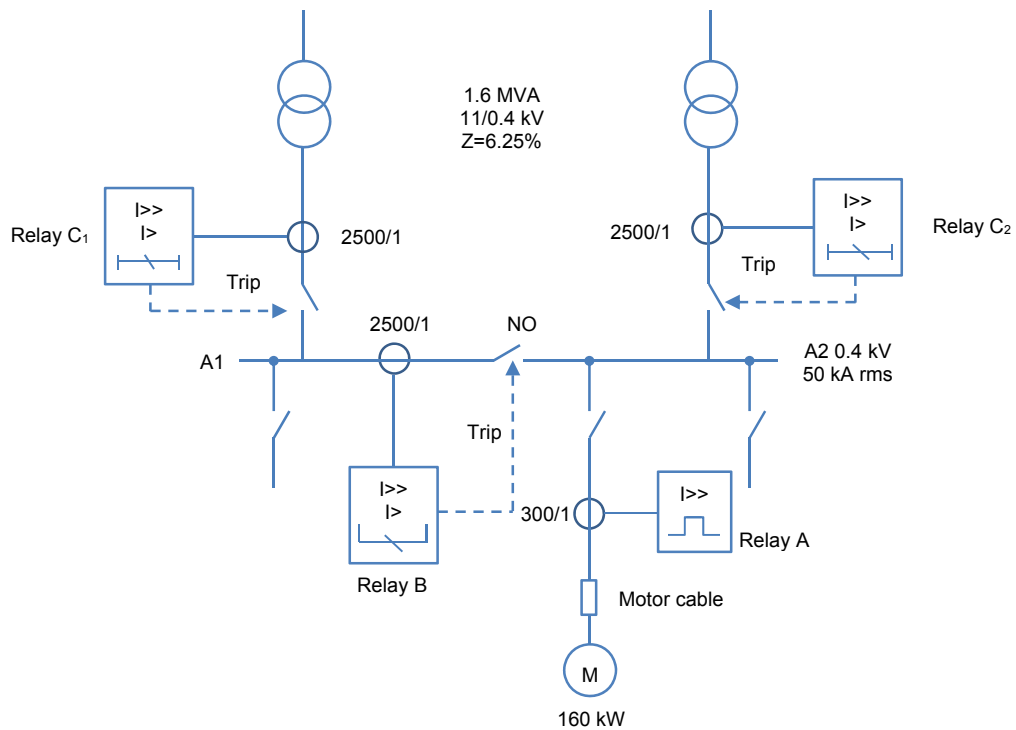 1.6 MVA
11/0.4 kV
Z=6.25%
I>>
I>
Relay C₁
2500/1
Trip
2500/1
I>>
I>
Relay C₂
Trip
2500/1
NO
A1
A2 0.4 kV
50 kA rms
Trip
I>>
I>
Relay B
300/1
I>>
Relay A
Motor cable
M
160 kW